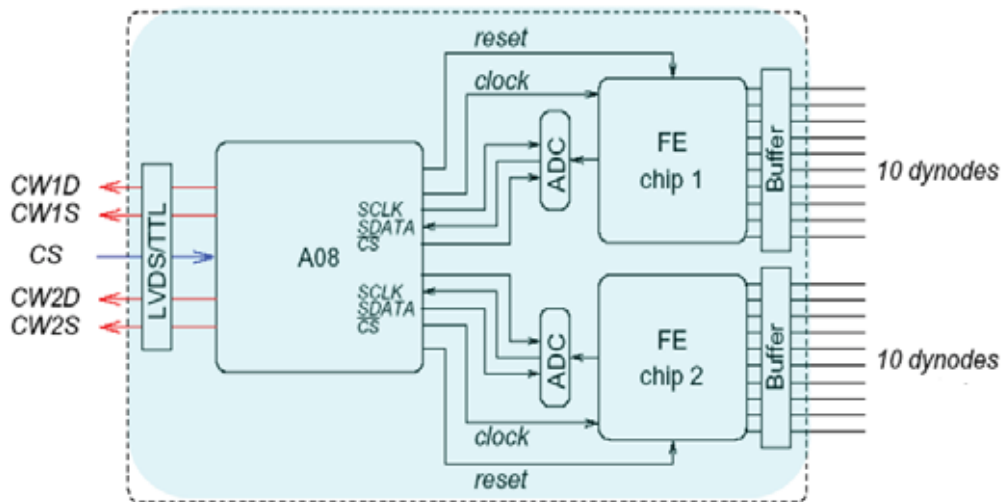 reset
clock
FE
chip 1
ADC
Buffer
10 dynodes
CW1D
CW1S
CS
CW2D
CW2S
LVDS/TTL
A08
SCLK
SDATA
CS
SCLK
SDATA
CS
ADC
FE
chip 2
Buffer
10 dynodes
clock
reset